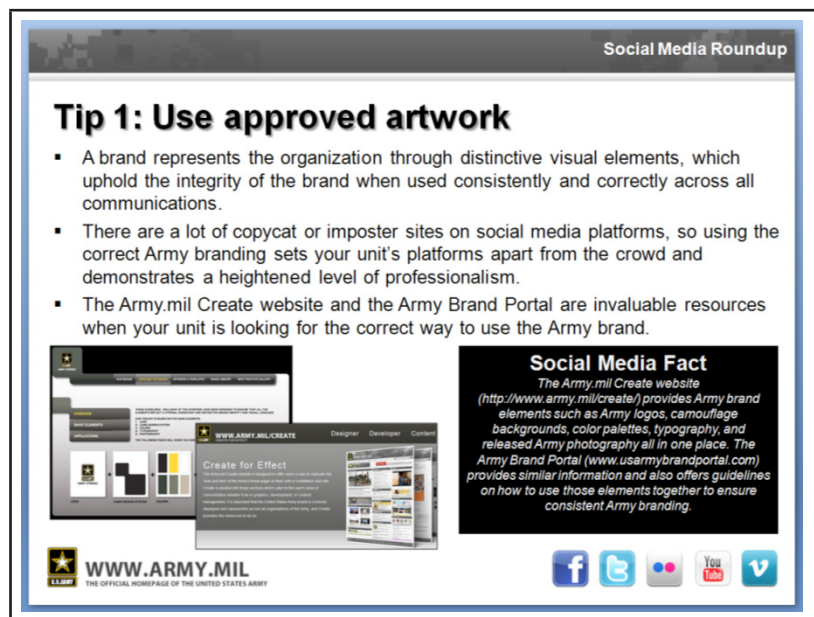 Social Media Roundup
Tip 1: Use approved artwork
▪ A brand represents the organization through distinctive visual elements, which
uphold the integrity of the brand when used consistently and correctly across all
communications.
▪ There are a lot of copycat or imposter sites on social media platforms, so using the
correct Army branding sets your unit's platforms apart from the crowd and
demonstrates a heightened level of professionalism.
▪ The Army.mil Create website and the Army Brand Portal are invaluable resources
when your unit is looking for the correct way to use the Army brand.
OVERVIEW
BASIC ELEMENTS
APPLICATIONS
WWW.ARMY.MIL/CREATE
Designer Developer Content
Create for Effect
Social Media Fact
The Army.mil Create website
(http://www.army.mil/create/) provides Army brand
elements such as Army logos, camouflage
backgrounds, color palettes, typography, and
released Army photography all in one place. The
Army Brand Portal (www.usarmybrandportal.com)
provides similar information and also offers guidelines
on how to use those elements together to ensure
consistent Army branding.
U.S.ARMY
WWW.ARMY.MIL
THE OFFICIAL HOMEPAGE OF THE UNITED STATES ARMY
You
Tube